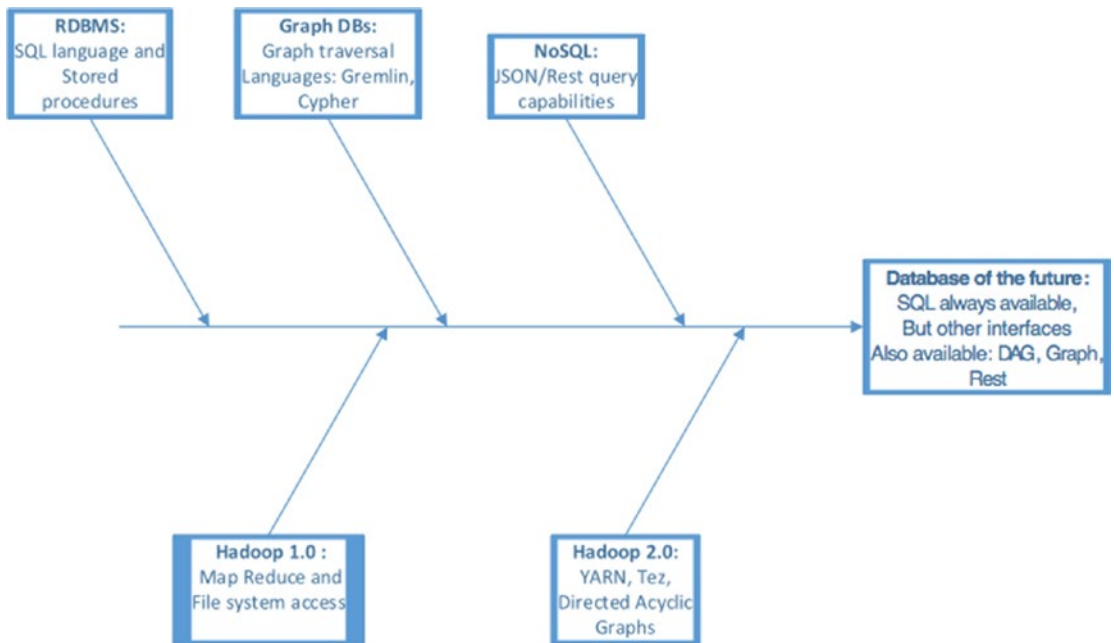 RDBMS:
SQL language and
Stored
procedures
Graph DBs:
Graph traversal
Languages: Gremlin,
Cypher
NoSQL:
JSON/Rest query
capabilities
Database of the future:
SQL always available,
But other interfaces
Also available: DAG, Graph,
Rest
Hadoop 1.0 :
Map Reduce and
File system access
Hadoop 2.0:
YARN, Tez,
Directed Acyclic
Graphs